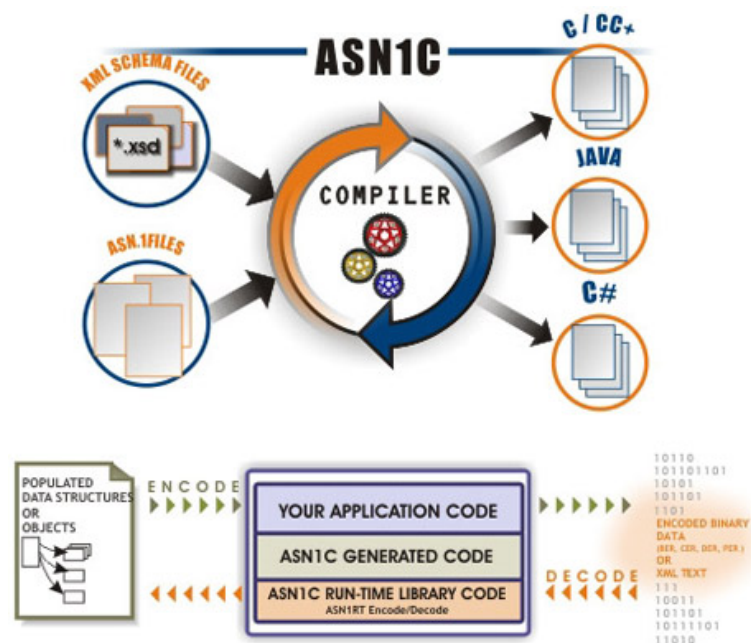 ASN1C
XML SCHEMA FILES
*.xsd
ASN.1FILES
COMPILER
C / CC+
JAVA
C#
POPULATED
DATA STRUCTURES
OR
OBJECTS
ENCODE
YOUR APPLICATION CODE
ASN1C GENERATED CODE
ASN1C RUN-TIME LIBRARY CODE
ASN1RT Encode/Decode
DECODE
10110
101101101
10101
101101
1101
ENCODED BINARY
DATA
(BER, CER, DER, PER)
OR
XML TEXT
111
10011
101101
10111101
11010